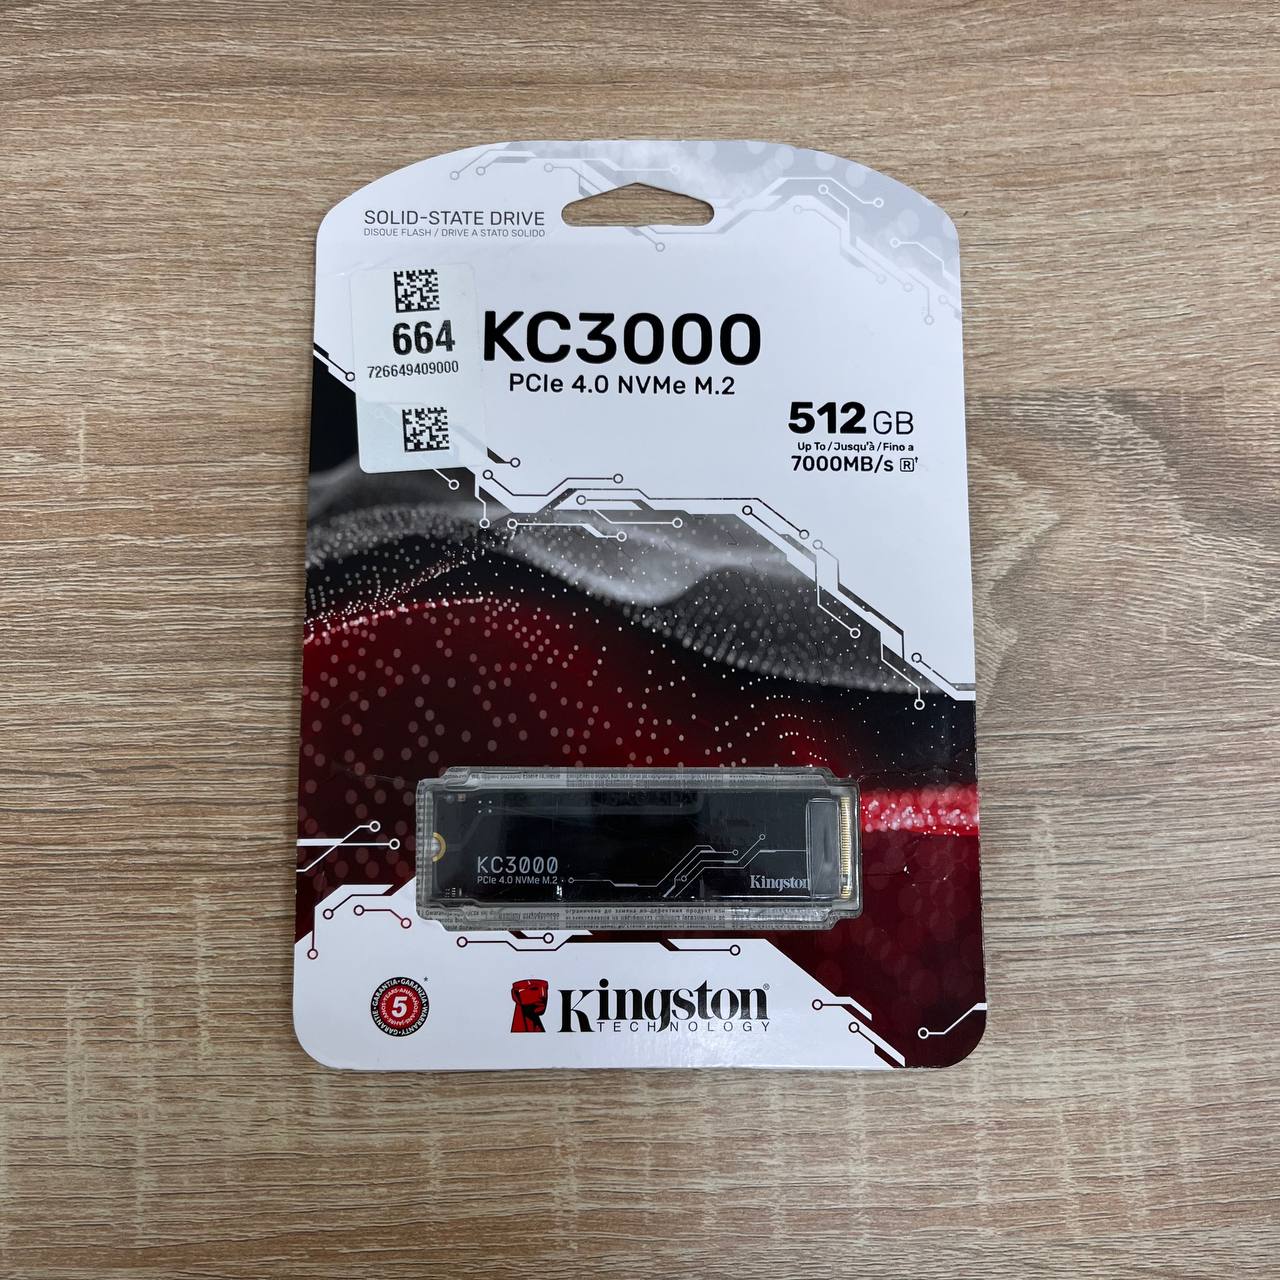 SOLID-STATE DRIVE
DISQUE FLASH / DRIVE A STATO SOLIDO
664
726649409000
KC3000
PCIe 4.0 NVMe M.2
512 GB
Up To / Jusqu'à / Fino a
7000MB/s R†
KC3000
PCIe 4.0 NVMe M.2
Kingston
5
Kingston®
TECHNOLOGY